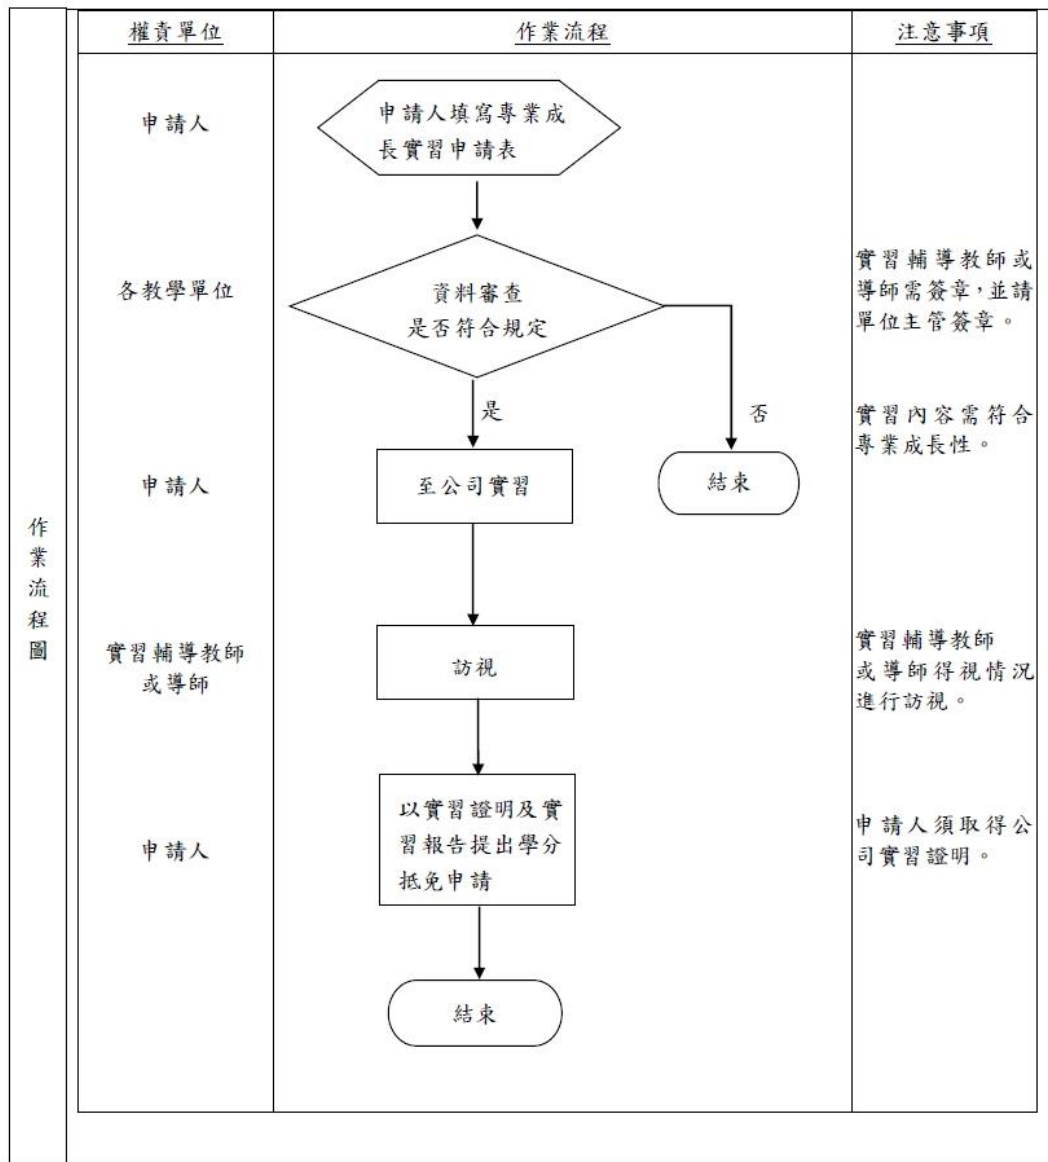 權責單位
作業流程
注意事項
申請人
申請人填寫專業成
長實習申請表
各教學單位
資料審查
是否符合規定
實習輔導教師或
導師需簽章，並請
單位主管簽章。
是
否
實習內容需符合
專業成長性。
申請人
至公司實習
結束
作
業
流
程
圖
實習輔導教師
或導師
訪視
實習輔導教師
或導師得視情況
進行訪視。
申請人
以實習證明及實
習報告提出學分
抵免申請
申請人須取得公
司實習證明。
結束